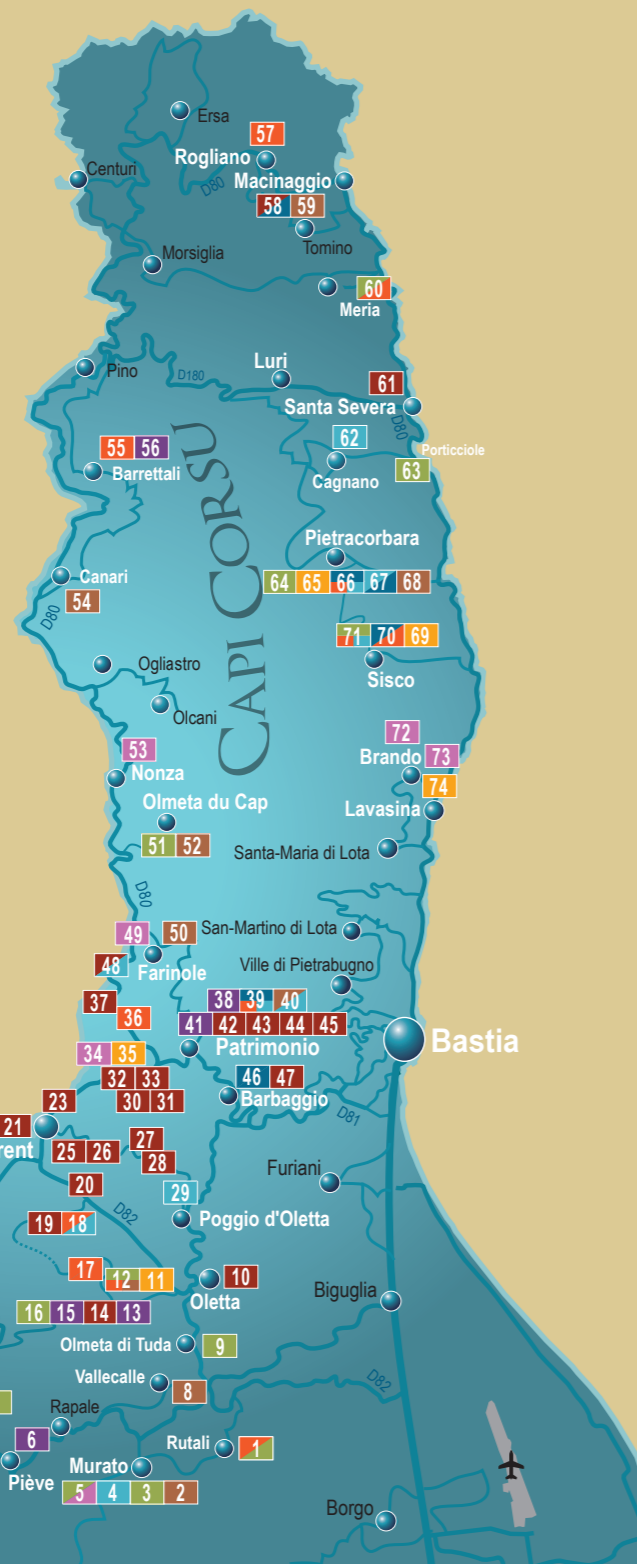 Ersa
57
Rogliano
Centuri
D80
Macinaggio
58 59
Tomino
Morsiglia
60
Meria
Luri
Pino
D180
61
Santa Severa
D80
62
Porticciole
55 56
Barrettali
Cagnano
63
CAPI CORSU
Pietracorbara
Canari
64 65 66 67 68
54
D80
71 70 69
Ogliastro
Sisco
Olcani
72
53
Brando
73
Nonza
74
Olmeta du Cap
Lavasina
51 52
Santa-Maria di Lota
D80
49 50
San-Martino di Lota
48
Farinole
Ville di Pietrabugno
37
38 39 40
36
41 42 43 44 45
Patrimonio
Bastia
34 35
32 33
46 47
23
30 31
Barbaggio
21
D81
rent
27
25 26
28
Furiani
20
29
D82
19 18
Poggio d'Oletta
17
12 11
10
Oletta
Biguglia
16 15 14 13
Olmeta di Tuda
9
Vallecalle
8
D82
Rapale
6
Rutali
1
Piève
Murato
5 4 3 2
Borgo